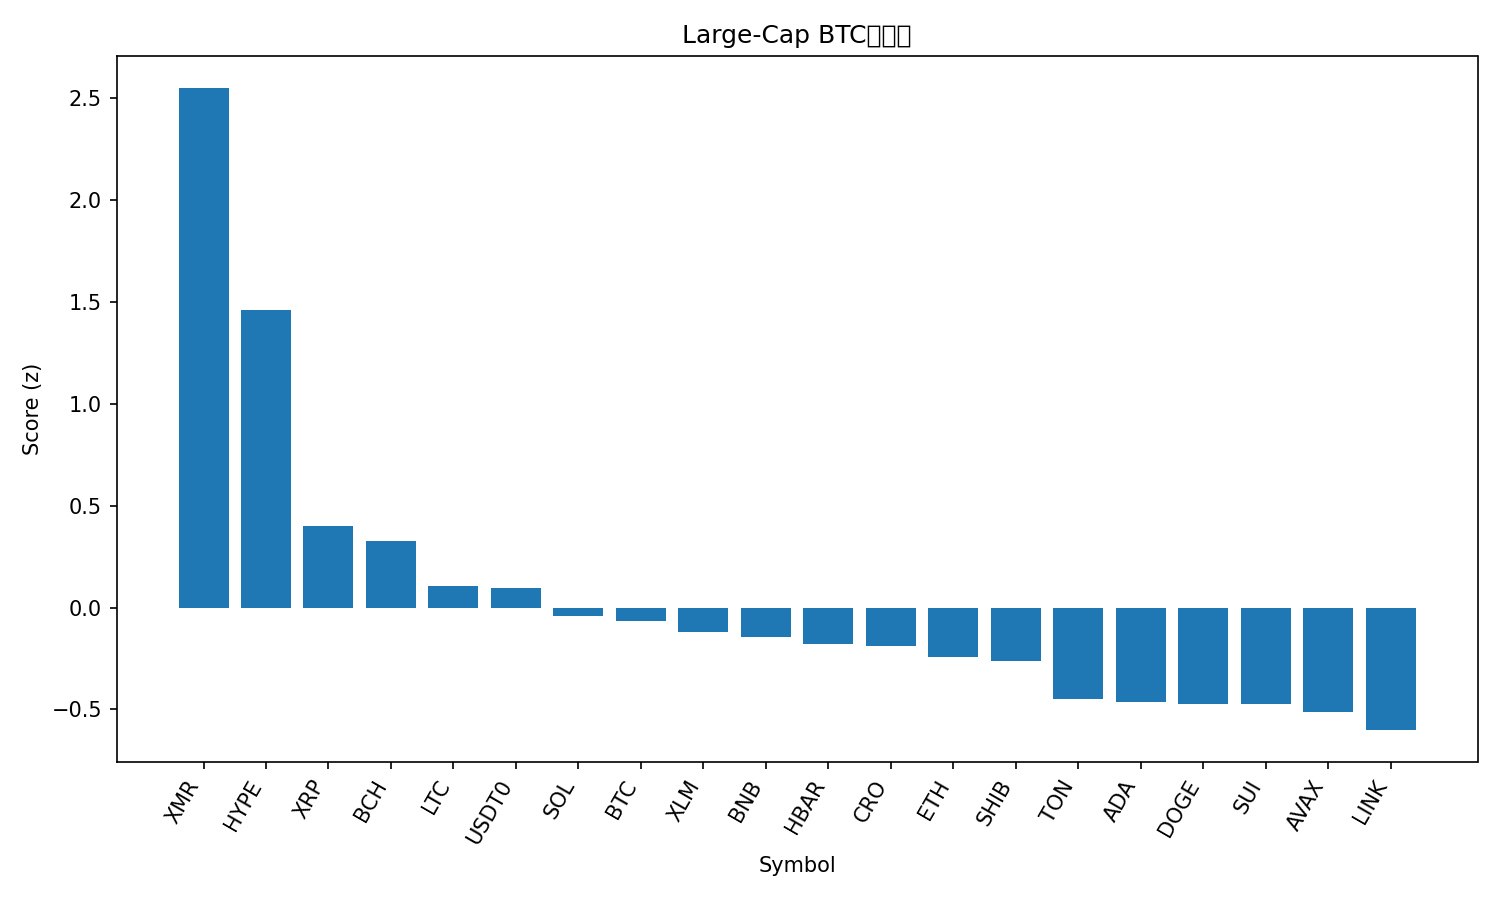 Large-Cap BTC
Score (z)
2.5
2.0
1.5
1.0
0.5
0.0
−0.5
XMR
HYPE
XRP
BCH
LTC
USDT0
SOL
BTC
XLM
BNB
HBAR
CRO
ETH
SHIB
TON
ADA
DOGE
SUI
AVAX
LINK
Symbol